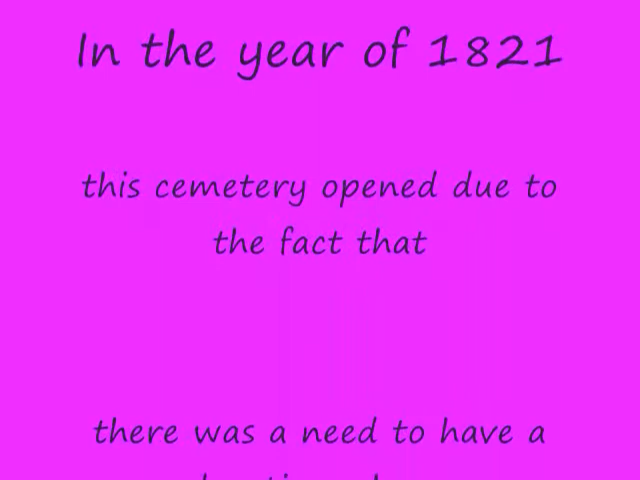 In the year of 1821
this cemetery opened due to
the fact that
there was a need to have a